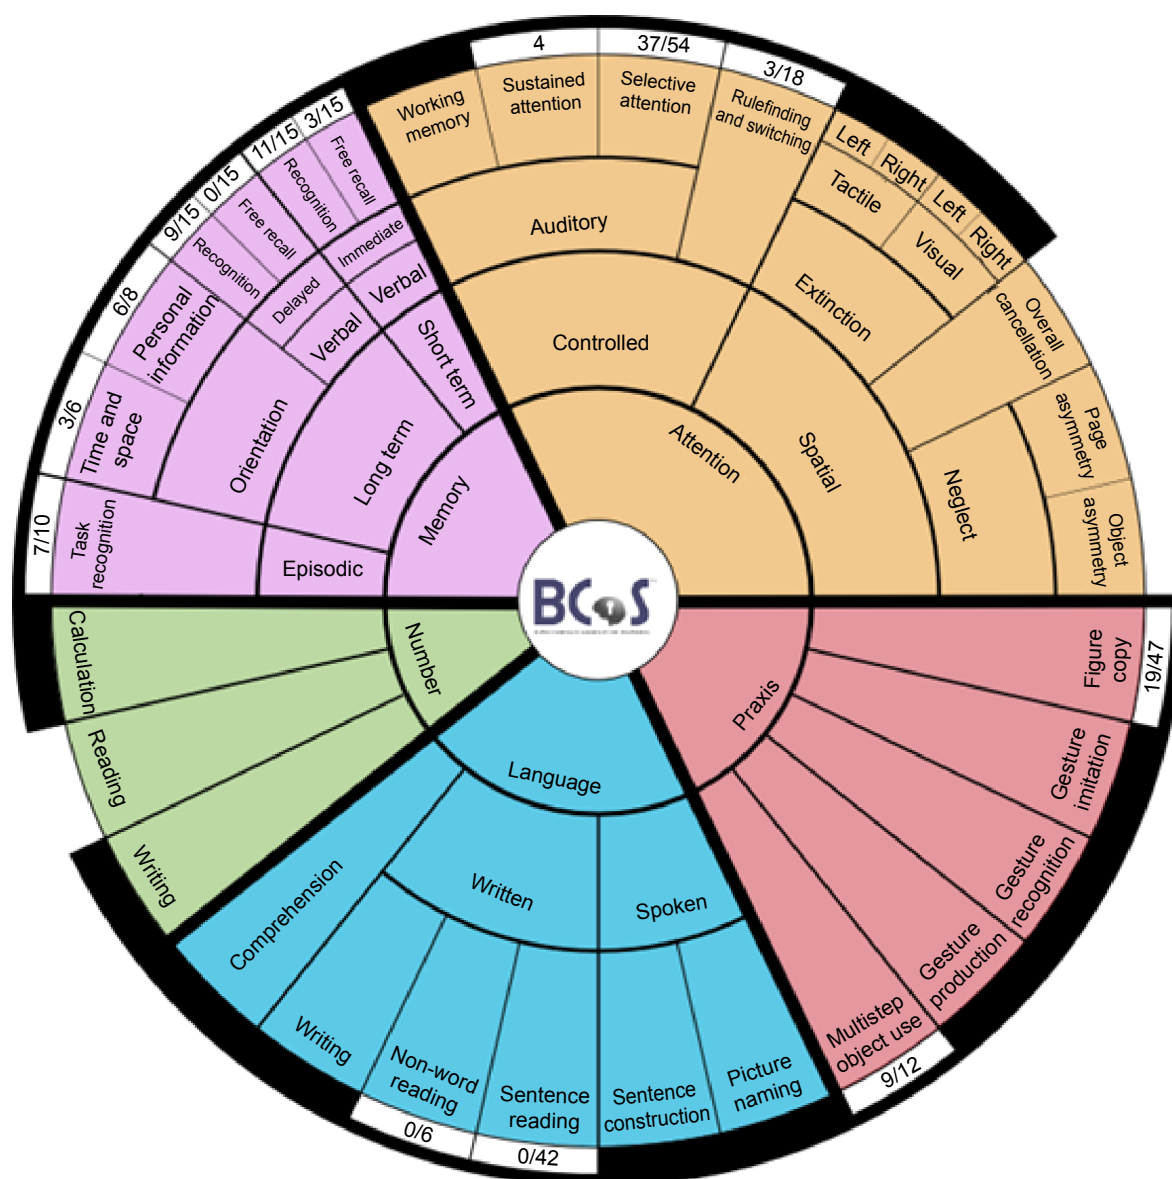 4
37/54
3/18
Working
memory
Sustained
attention
Selective
attention
Rulefinding
and switching
Auditory
Controlled
Attention
Left
Right
Left
Right
Tactile
Visual
Extinction
Spatial
Overall
cancellation
Page
asymmetry
Object
asymmetry
Neglect
3/15
11/15
0/15
9/15
6/8
3/6
7/10
Free recall
Recognition
Free recall
Recognition
Immediate
Delayed
Verbal
Verbal
Short term
Personal
information
Time and
space
Orientation
Long term
Memory
Task
recognition
Episodic
BCoS
Calculation
Reading
Writing
Number
Language
Comprehension
Written
Spoken
Writing
Non-word
reading
Sentence
reading
Sentence
construction
Picture
naming
0/6
0/42
Praxis
Figure
copy
19/47
Gesture
imitation
Gesture
recognition
Gesture
production
Multistep
object use
9/12